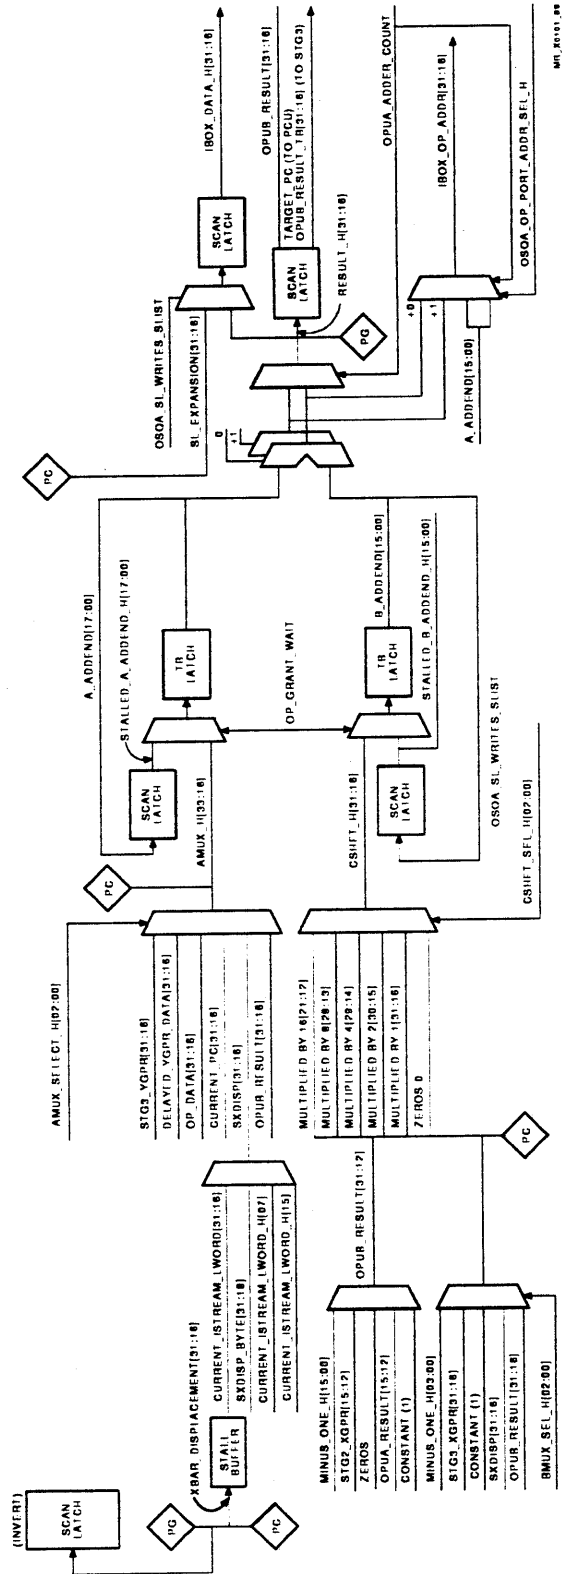 (INVERT)
SCAN
LATCH
PG
PC
XBAR_DISPLACEMENT[31:16]
STALL
BUFFER
CURRENT_ISTREAM_LWORD[31:16]
SXDISP_BYTE[31:16]
CURRENT_ISTREAM_LWORD_H[07]
CURRENT_ISTREAM_LWORD_H[15]
AMUX_SELECT_H[02:00]
STG3_YGPR[31:16]
DELAYED_YGPR_DATA[31:16]
OP_DATA[31:16]
CURRENT_PC[31:16]
SXDISP[31:16]
OPUB_RESULT[31:16]
PC
AMUX_H[33:16]
A_ADDEND[17:00]
STALLED_A_ADDEND_H[17:00]
SCAN
LATCH
TR
LATCH
OP_GRANT_WAIT
MINUS_ONE_H[15:00]
STG2_XGPR[15:12]
ZEROS
OPUA_RESULT[15:12]
CONSTANT (1)
MINUS_ONE_H[03:00]
STG3_XGPR[31:16]
CONSTANT (1)
SXDISP[31:16]
OPUB_RESULT[31:16]
BMUX_SEL_H[02:00]
OPUB_RESULT[31:12]
MULTIPLIED BY 16[27:12]
MULTIPLIED BY 8[28:13]
MULTIPLIED BY 4[29:14]
MULTIPLIED BY 2[30:15]
MULTIPLIED BY 1[31:16]
ZEROS 0
PC
CSHFT_SEL_H[02:00]
CSHFT_H[31:16]
SCAN
LATCH
TR
LATCH
B_ADDEND[15:00]
STALLED_B_ADDEND_H[15:00]
OSQA_SL_WRITES_SLIST
PC
0
+1
OSQA_SL_WRITES_SLIST
SL_EXPANSION[31:16]
SCAN
LATCH
IBOX_DATA_H[31:16]
PG
RESULT_H[31:16]
SCAN
LATCH
OPUB_RESULT[31:16]
TARGET_PC (TO PCU)
OPUB_RESULT_TR[31:16] (TO STG3)
OPUA_ADDER_COUNT
+0
+1
A_ADDEND[15:00]
IBOX_OP_ADDR[31:16]
OSQA_OP_PORT_ADDR_SEL_H